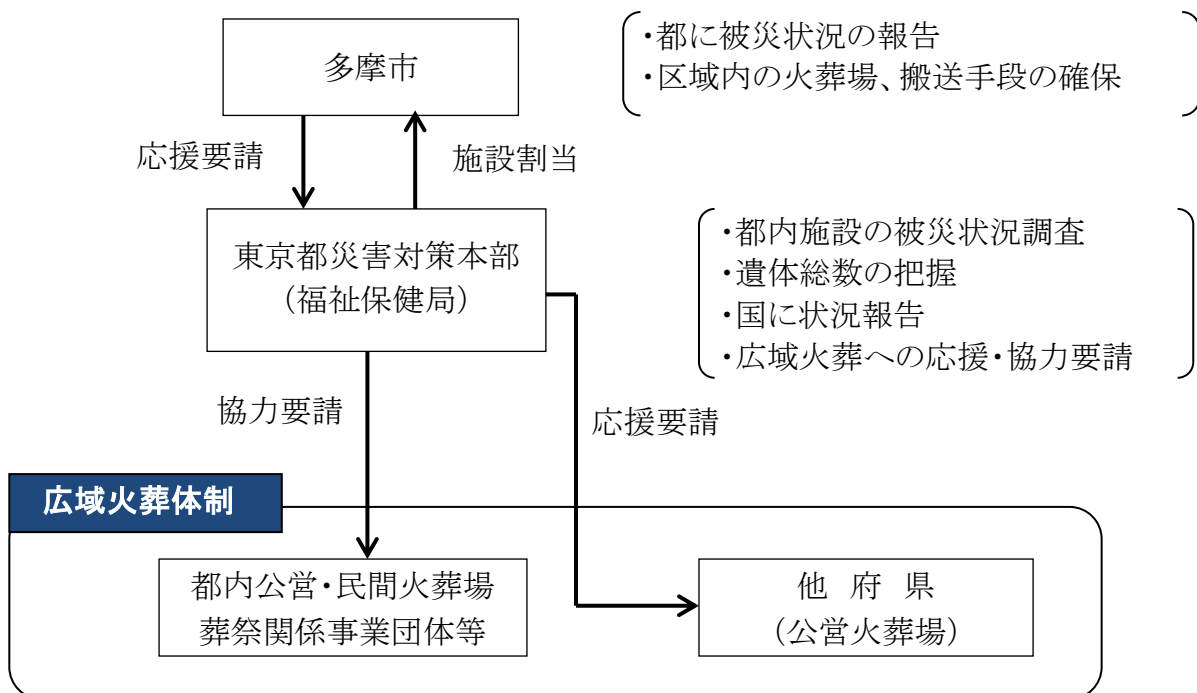 多摩市
・都に被災状況の報告
・区域内の火葬場、搬送手段の確保
応援要請
施設割当
東京都災害対策本部
（福祉保健局）
・都内施設の被災状況調査
・遺体総数の把握
・国に状況報告
・広域火葬への応援・協力要請
協力要請
応援要請
広域火葬体制
都内公営・民間火葬場
葬祭関係事業団体等
他 府 県
（公営火葬場）